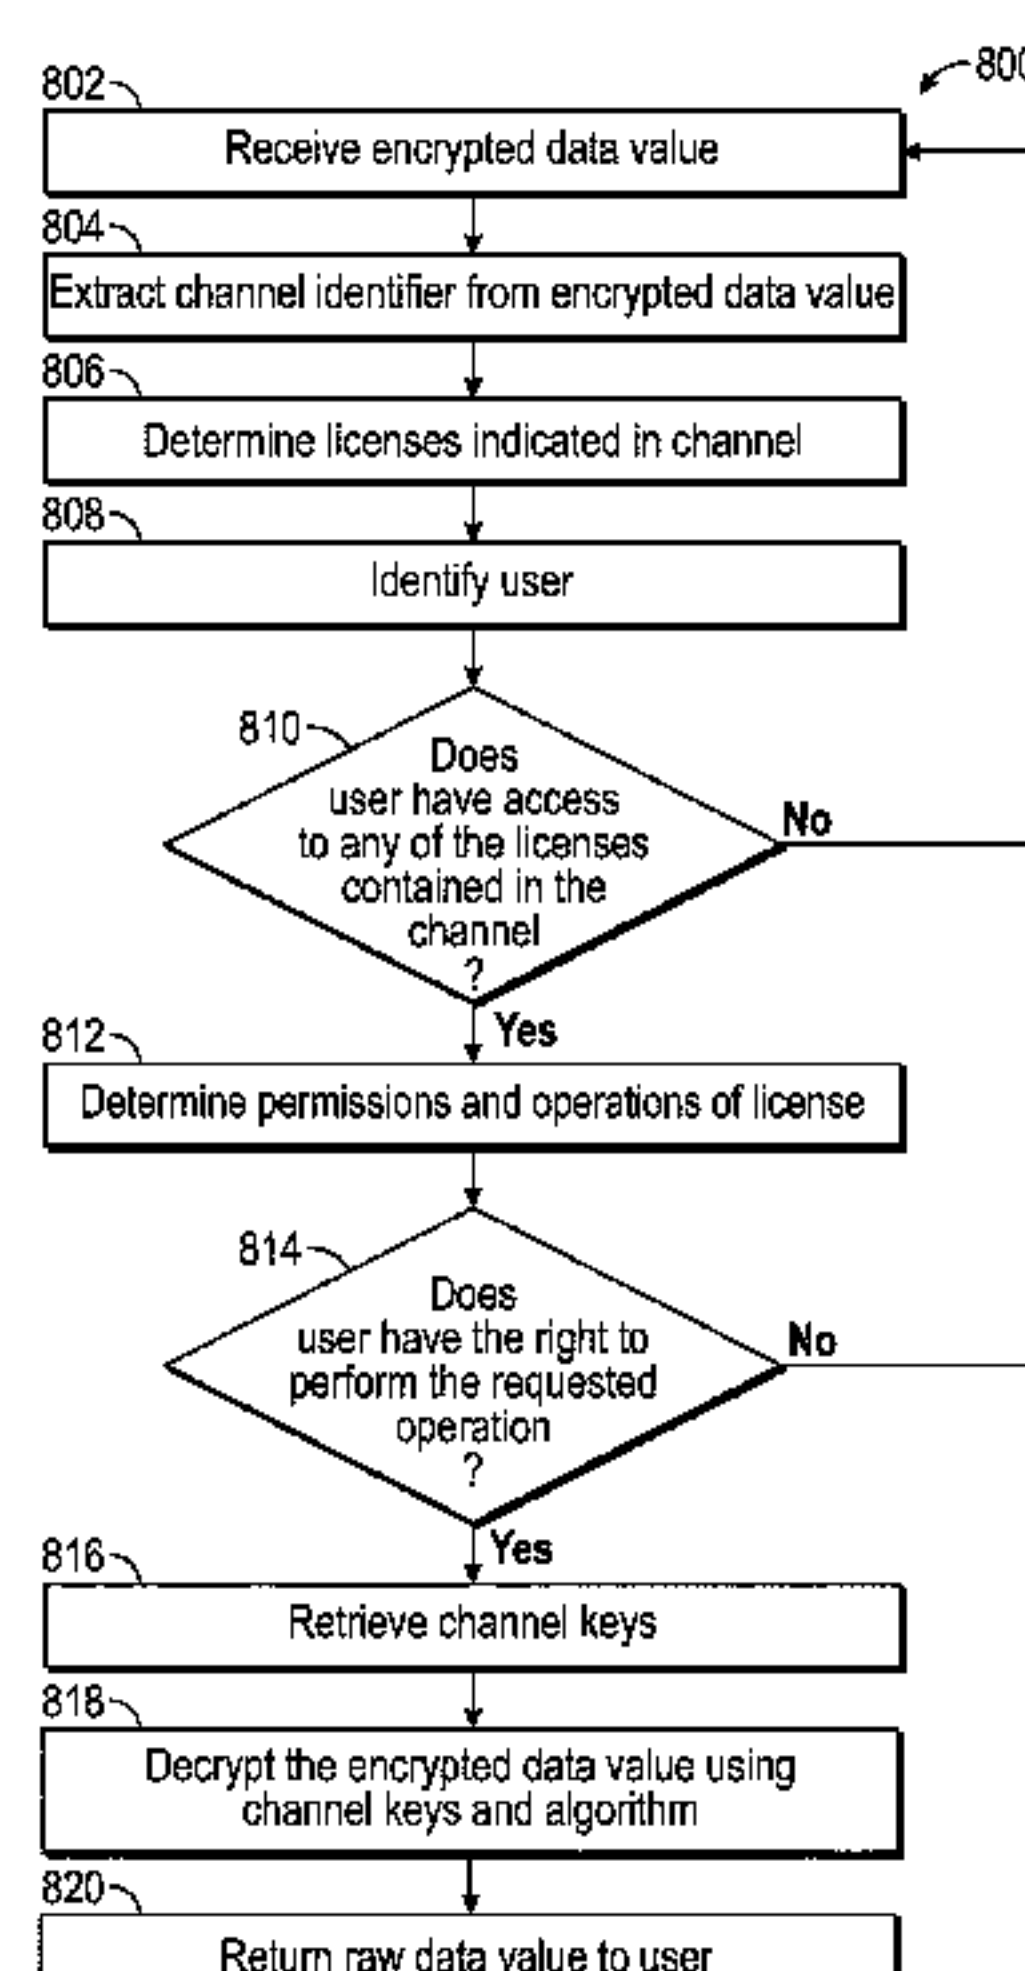 800
802
Receive encrypted data value
804
Extract channel identifier from encrypted data value
806
Determine licenses indicated in channel
808
Identify user
810
Does
user have access
to any of the licenses
contained in the
channel
?
No
Yes
812
Determine permissions and operations of license
814
Does
user have the right to
perform the requested
operation
?
No
Yes
816
Retrieve channel keys
818
Decrypt the encrypted data value using
channel keys and algorithm
820
Return raw data value to user